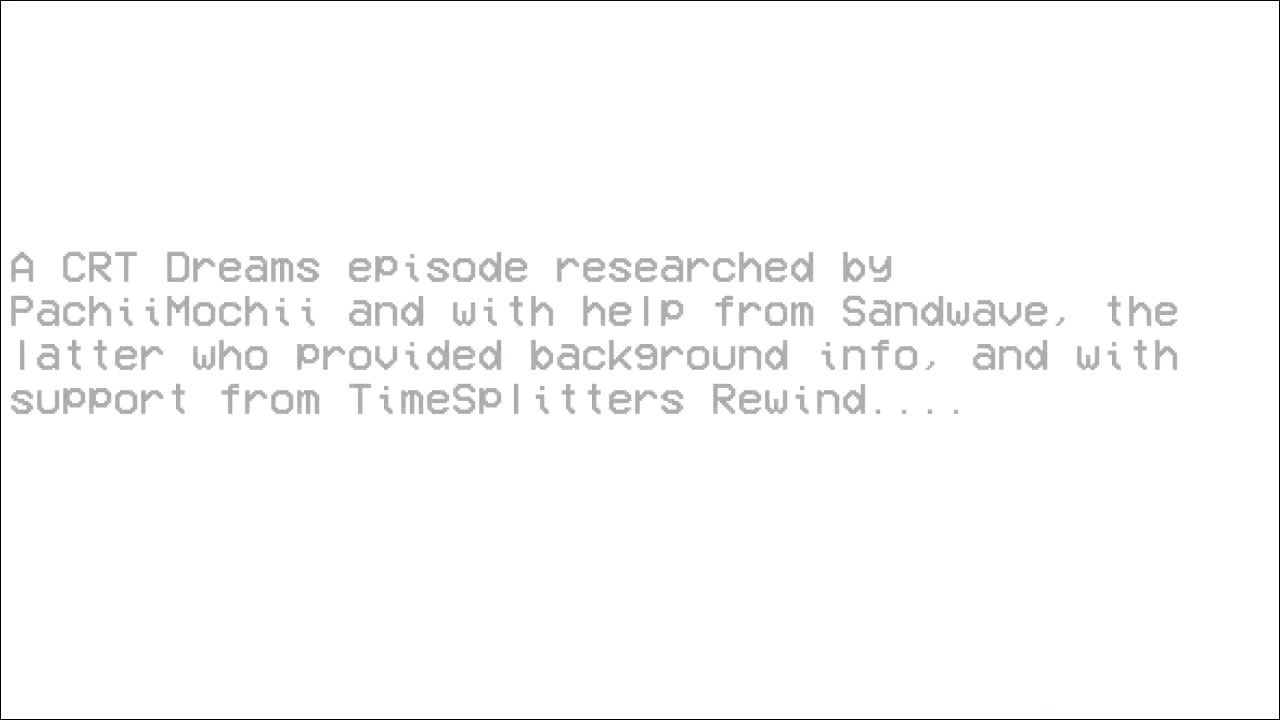 A CRT Dreams episode researched by
PachiiMochii and with help from Sandwave, the
latter who provided background info, and with
support from TimeSplitters Rewind....